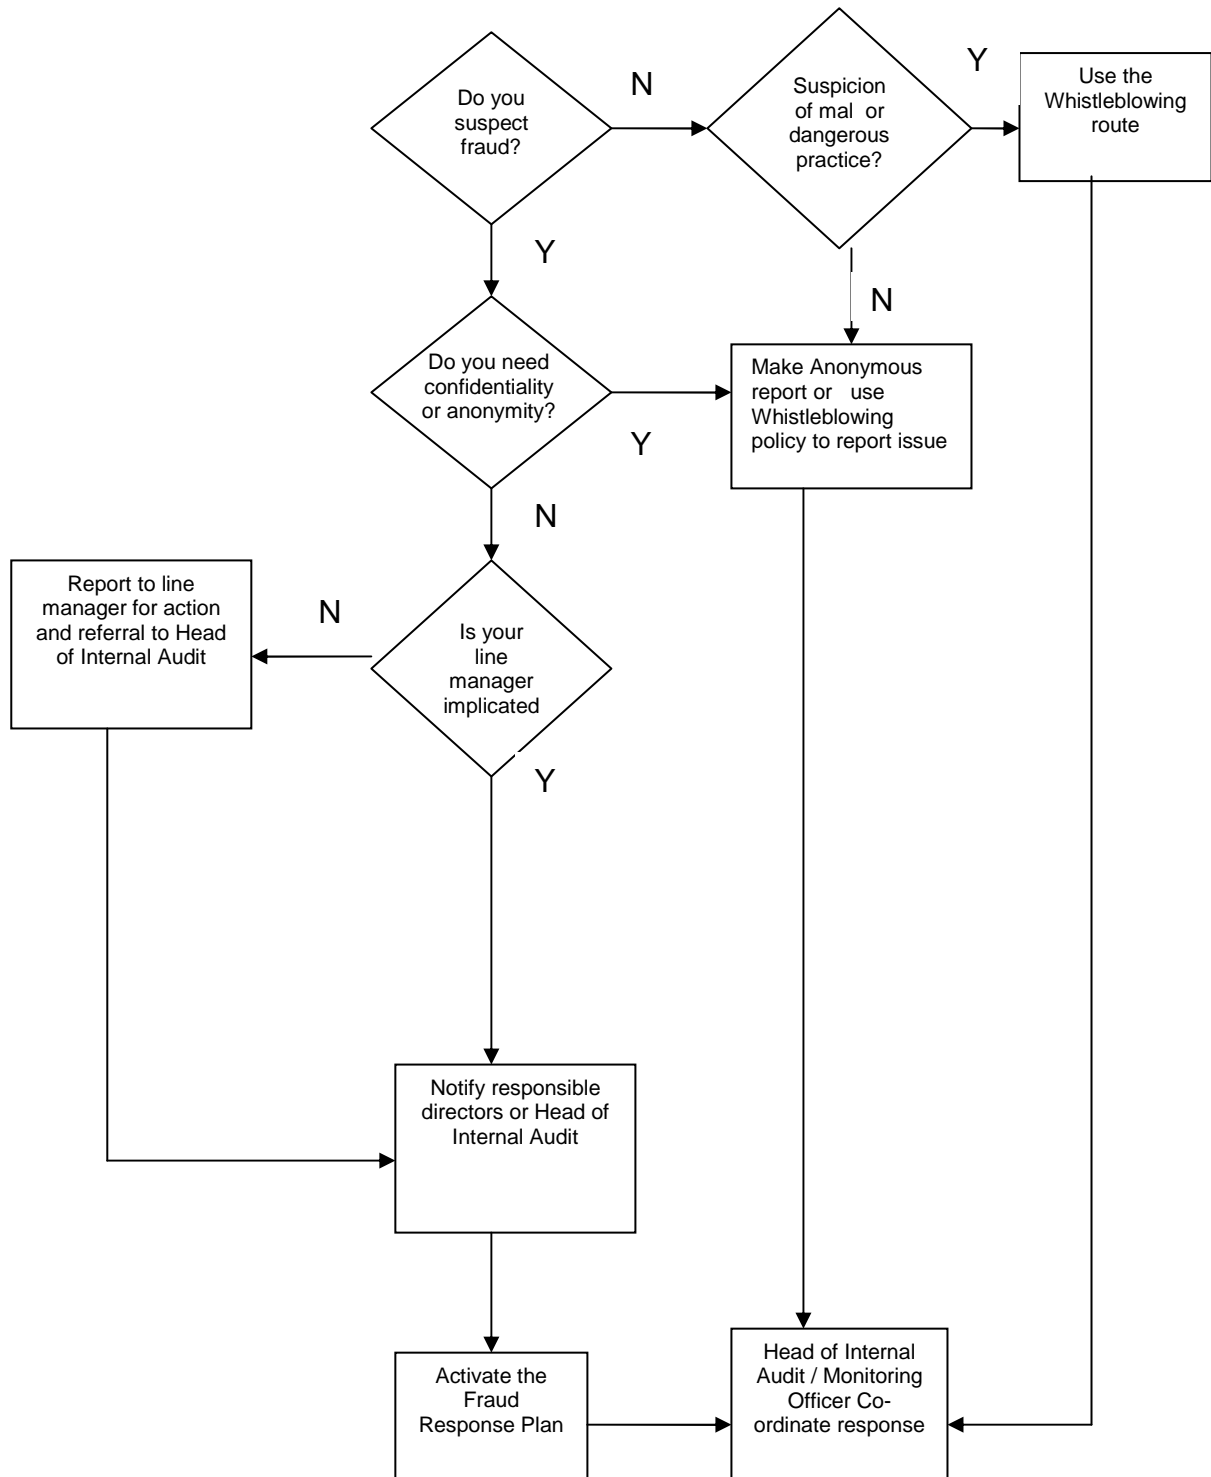 Do you
suspect
fraud?
N
Suspicion
of mal or
dangerous
practice?
Y
Use the
Whistleblowing
route
Y
N
Do you need
confidentiality
or anonymity?
Y
Make Anonymous
report or use
Whistleblowing
policy to report issue
N
Report to line
manager for action
and referral to Head
of Internal Audit
N
Is your
line
manager
implicated
Y
Notify responsible
directors or Head of
Internal Audit
Activate the
Fraud
Response Plan
Head of Internal
Audit / Monitoring
Officer Co-
ordinate response